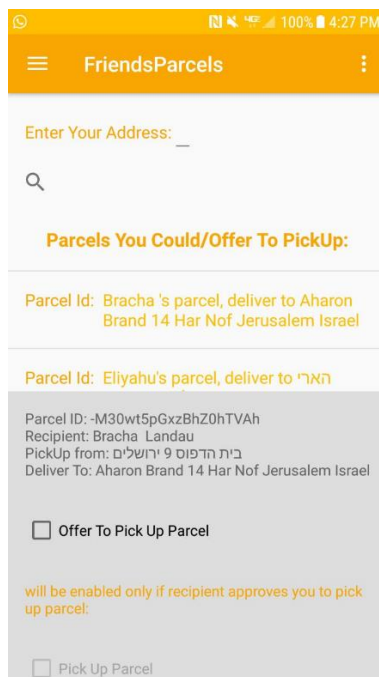 100% 4:27 PM
FriendsParcels
Enter Your Address:
Parcels You Could/Offer To PickUp:
Parcel Id: Bracha 's parcel, deliver to Aharon
Brand 14 Har Nof Jerusalem Israel
Parcel Id: Eliyahu's parcel, deliver to הארי
Parcel ID: -M30wt5pGxzBhZ0hTVAh
Recipient: Bracha Landau
PickUp from: בית הדפוס 9 ירושלים
Deliver To: Aharon Brand 14 Har Nof Jerusalem Israel
Offer To Pick Up Parcel
will be enabled only if recipient approves you to pick
up parcel:
Pick Up Parcel